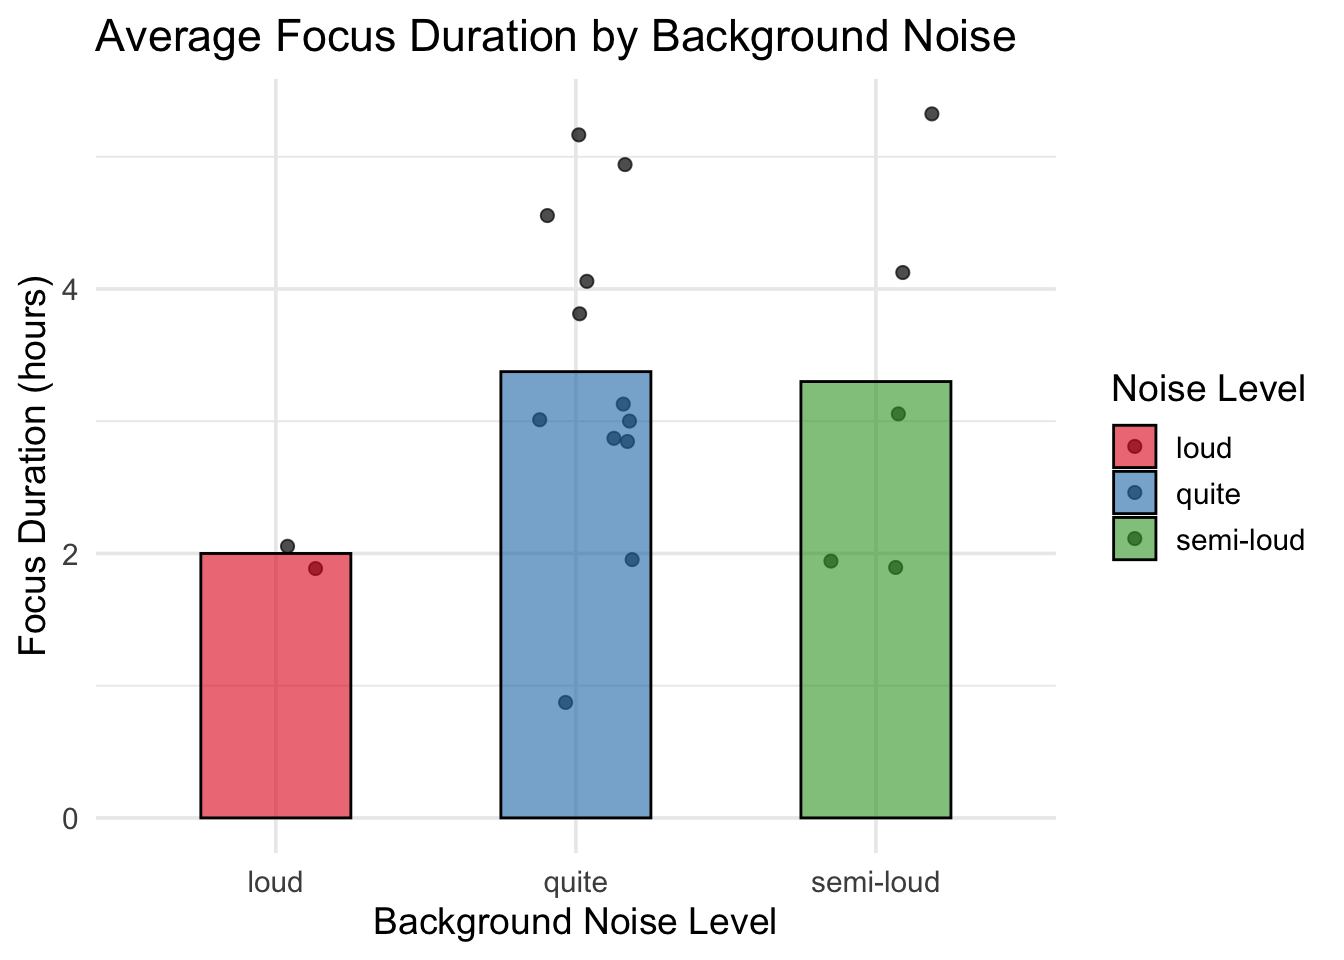 Average Focus Duration by Background Noise
Focus Duration (hours)
4
2
0
loud
quite
semi-loud
Background Noise Level
Noise Level
loud
quite
semi-loud